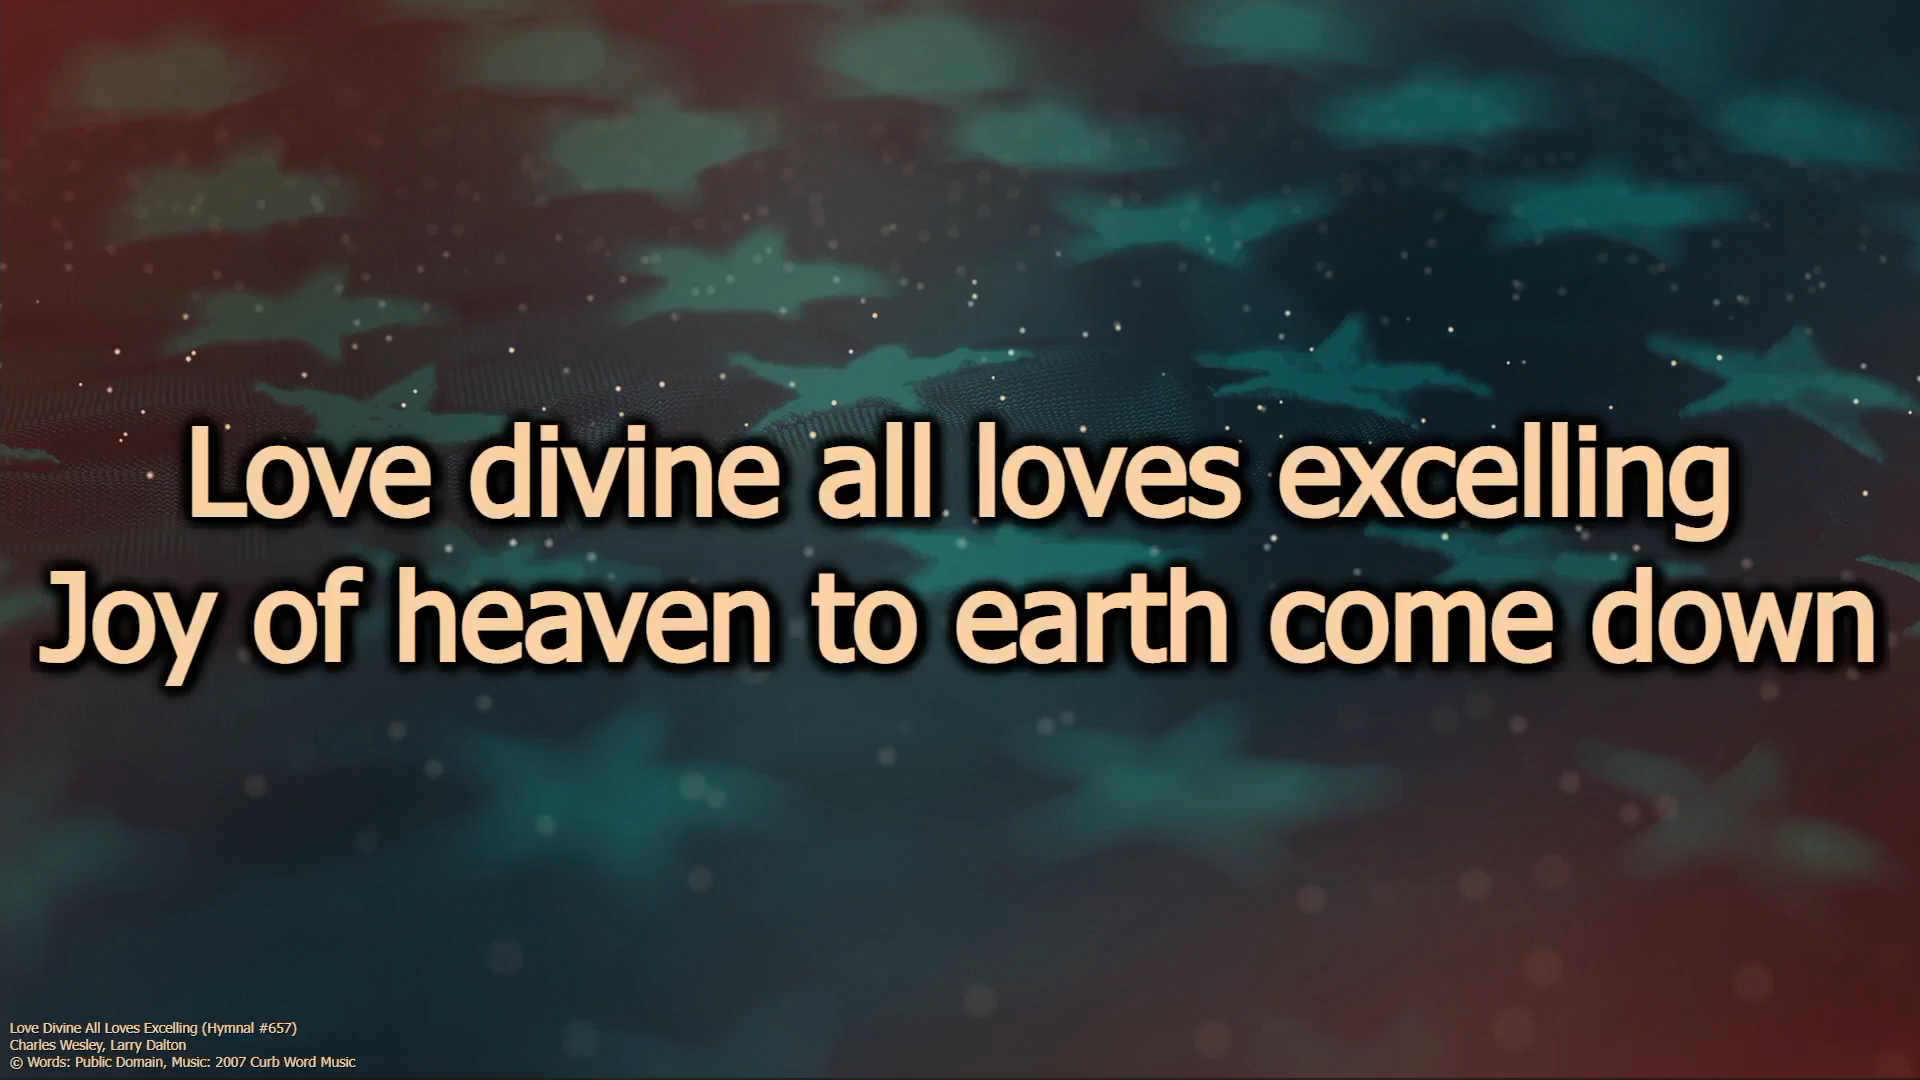 Love divine all loves excelling
Joy of heaven to earth come down
Love Divine All Loves Excelling (Hymnal #657)
Charles Wesley, Larry Dalton
© Words: Public Domain, Music: 2007 Curb Word Music